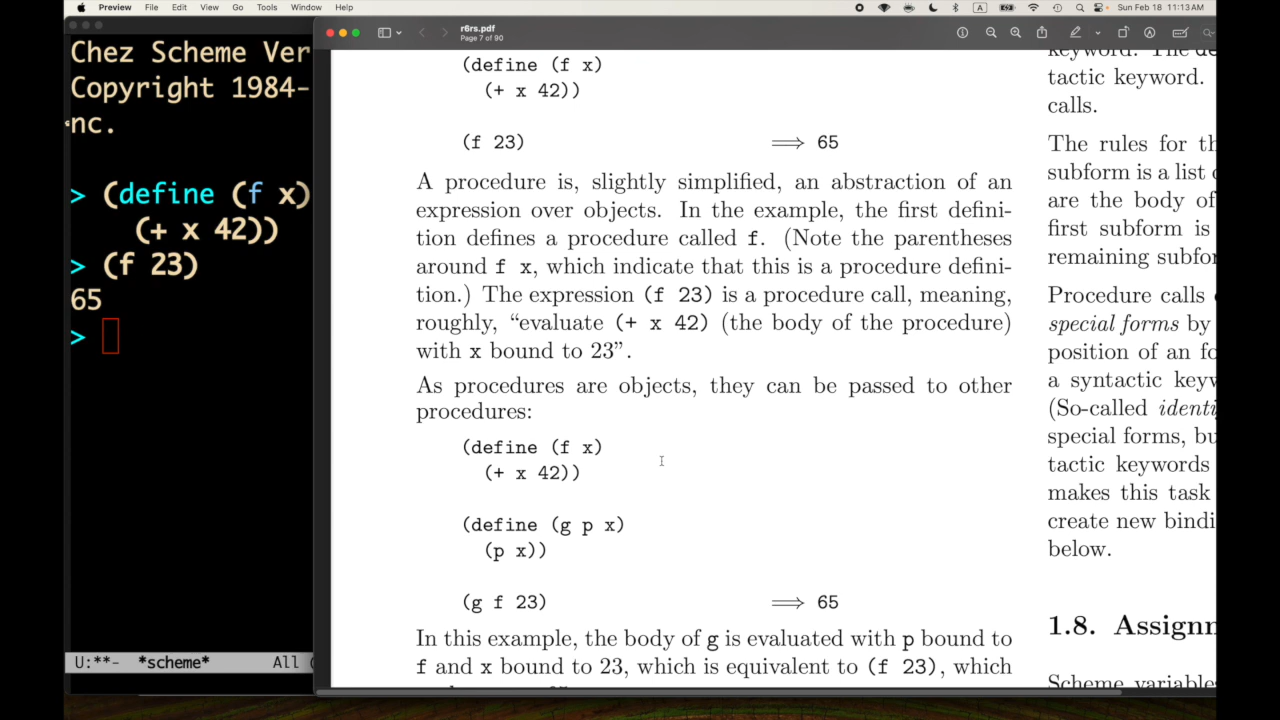 Preview File Edit View Go Tools Window Help
A
Sun Feb 18 11:13 AM
Chez Scheme Ver
Copyright 1984-
nc.
> (define (f x)
(+ x 42))
> (f 23)
65
>
U:**- *scheme* All
r6rs.pdf
Page 7 of 90
(define (f x)
(+ x 42))
(f 23) ⟹ 65
A procedure is, slightly simplified, an abstraction of an
expression over objects. In the example, the first defini-
tion defines a procedure called f. (Note the parentheses
around f x, which indicate that this is a procedure defini-
tion.) The expression (f 23) is a procedure call, meaning,
roughly, “evaluate (+ x 42) (the body of the procedure)
with x bound to 23”.
As procedures are objects, they can be passed to other
procedures:
(define (f x)
(+ x 42))
(define (g p x)
(p x))
(g f 23) ⟹ 65
In this example, the body of g is evaluated with p bound to
f and x bound to 23, which is equivalent to (f 23), which
keyword. The de
tactic keyword.
calls.
The rules for th
subform is a list
are the body of
first subform is
remaining subfor
Procedure calls
special forms by
position of an fo
a syntactic keyw
(So-called identi
special forms, bu
tactic keywords
makes this task
create new bindi
below.
1.8. Assignm
Scheme variables